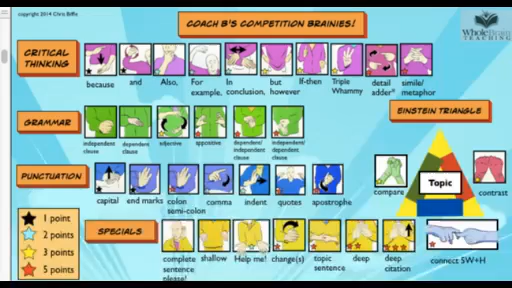 copyright 2014 Chris Biffle
COACH B'S COMPETITION BRAINIES!
WholeBrain
TEACHING
CRITICAL
THINKING
because
and
Also,
For
example,
In
conclusion,
but
however
If-then
Triple
Whammy
detail
adder*
simile/
metaphor
EINSTEIN TRIANGLE
GRAMMAR
independent
clause
dependent
clause
adjective
appositive
dependent/
independent
clause
independent/
dependent
clause
compare
Topic
contrast
PUNCTUATION
capital
end marks
colon
semi-colon
comma
indent
quotes
apostrophe
1 point
2 points
3 points
5 points
SPECIALS
complete
sentence
please!
shallow
Help me!
change(s)
topic
sentence
deep
deep
citation
connect SW+H